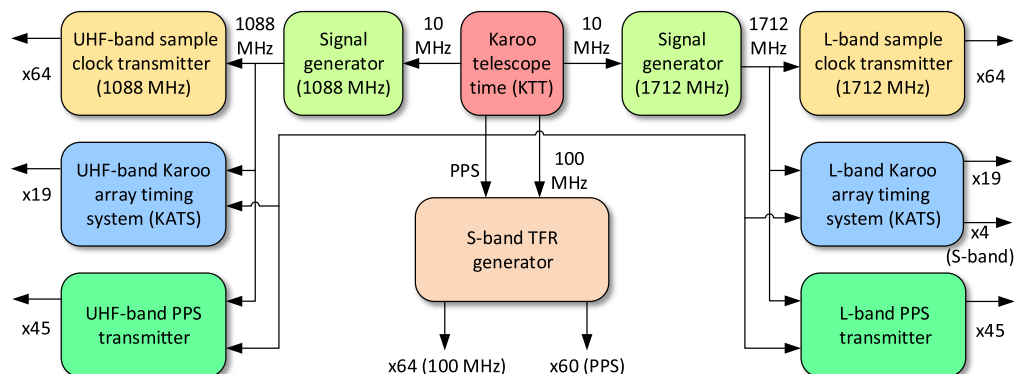 UHF-band sample
clock transmitter
(1088 MHz)
x64
1088
MHz
Signal
generator
(1088 MHz)
10
MHz
Karoo
telescope
time (KTT)
10
MHz
Signal
generator
(1712 MHz)
1712
MHz
L-band sample
clock transmitter
(1712 MHz)
x64
UHF-band Karoo
array timing
system (KATS)
x19
PPS
100
MHz
L-band Karoo
array timing
system (KATS)
x19
x4
(S-band)
S-band TFR
generator
UHF-band PPS
transmitter
x45
L-band PPS
transmitter
x45
x64 (100 MHz)
x60 (PPS)